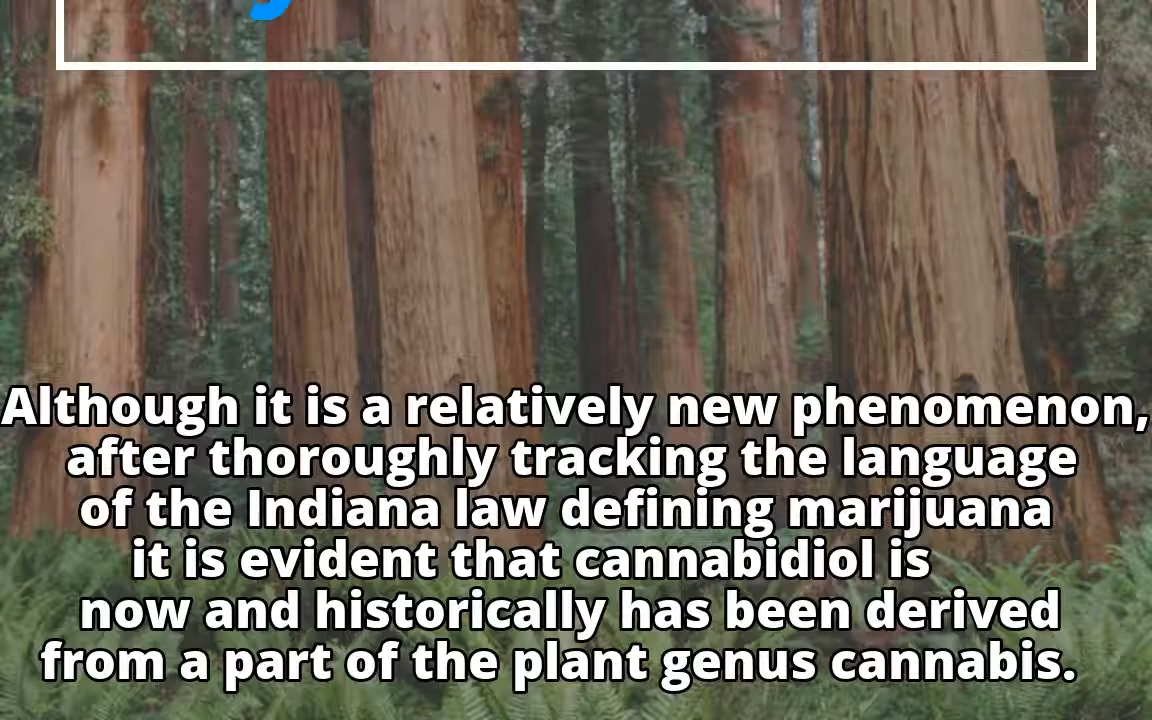 Although it is a relatively new phenomenon,
after thoroughly tracking the language
of the Indiana law defining marijuana
it is evident that cannabidiol is
now and historically has been derived
from a part of the plant genus cannabis.